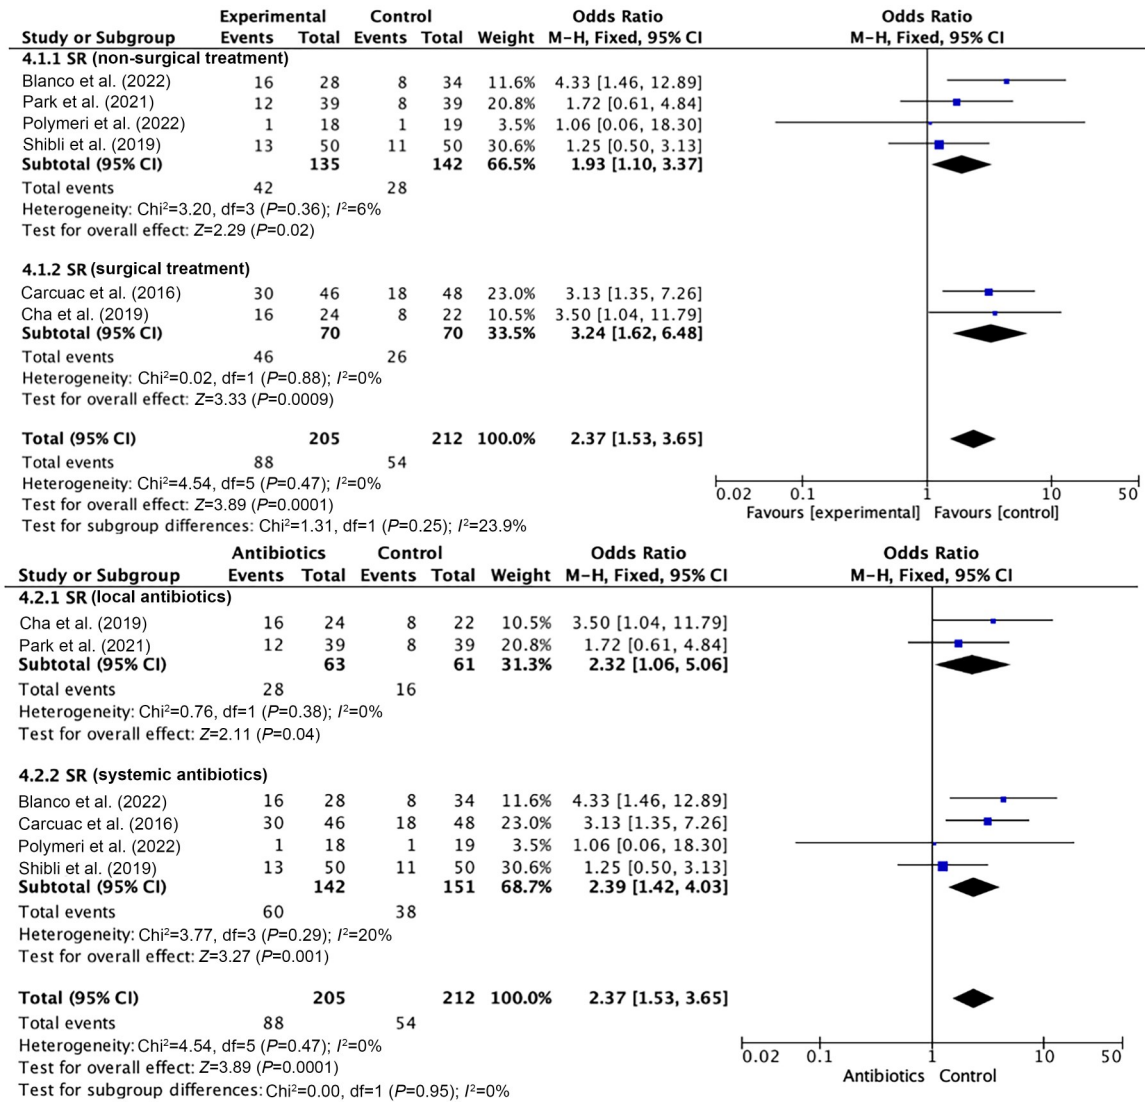 Experimental Control Odds Ratio Odds Ratio
Study or Subgroup Events Total Events Total Weight M-H, Fixed, 95% CI M-H, Fixed, 95% CI
4.1.1 SR (non-surgical treatment)
Blanco et al. (2022) 16 28 8 34 11.6% 4.33 [1.46, 12.89]
Park et al. (2021) 12 39 8 39 20.8% 1.72 [0.61, 4.84]
Polymeri et al. (2022) 1 18 1 19 3.5% 1.06 [0.06, 18.30]
Shibli et al. (2019) 13 50 11 50 30.6% 1.25 [0.50, 3.13]
Subtotal (95% CI) 135 142 66.5% 1.93 [1.10, 3.37]
Total events 42 28
Heterogeneity: Chi²=3.20, df=3 (P=0.36); I²=6%
Test for overall effect: Z=2.29 (P=0.02)
4.1.2 SR (surgical treatment)
Carcuac et al. (2016) 30 46 18 48 23.0% 3.13 [1.35, 7.26]
Cha et al. (2019) 16 24 8 22 10.5% 3.50 [1.04, 11.79]
Subtotal (95% CI) 70 70 33.5% 3.24 [1.62, 6.48]
Total events 46 26
Heterogeneity: Chi²=0.02, df=1 (P=0.88); I²=0%
Test for overall effect: Z=3.33 (P=0.0009)
Total (95% CI) 205 212 100.0% 2.37 [1.53, 3.65]
Total events 88 54
Heterogeneity: Chi²=4.54, df=5 (P=0.47); I²=0%
Test for overall effect: Z=3.89 (P=0.0001)
Test for subgroup differences: Chi²=1.31, df=1 (P=0.25); I²=23.9%
0.02 0.1 1 10 50
Favours [experimental] Favours [control]
Antibiotics Control Odds Ratio Odds Ratio
Study or Subgroup Events Total Events Total Weight M-H, Fixed, 95% CI M-H, Fixed, 95% CI
4.2.1 SR (local antibiotics)
Cha et al. (2019) 16 24 8 22 10.5% 3.50 [1.04, 11.79]
Park et al. (2021) 12 39 8 39 20.8% 1.72 [0.61, 4.84]
Subtotal (95% CI) 63 61 31.3% 2.32 [1.06, 5.06]
Total events 28 16
Heterogeneity: Chi²=0.76, df=1 (P=0.38); I²=0%
Test for overall effect: Z=2.11 (P=0.04)
4.2.2 SR (systemic antibiotics)
Blanco et al. (2022) 16 28 8 34 11.6% 4.33 [1.46, 12.89]
Carcuac et al. (2016) 30 46 18 48 23.0% 3.13 [1.35, 7.26]
Polymeri et al. (2022) 1 18 1 19 3.5% 1.06 [0.06, 18.30]
Shibli et al. (2019) 13 50 11 50 30.6% 1.25 [0.50, 3.13]
Subtotal (95% CI) 142 151 68.7% 2.39 [1.42, 4.03]
Total events 60 38
Heterogeneity: Chi²=3.77, df=3 (P=0.29); I²=20%
Test for overall effect: Z=3.27 (P=0.001)
Total (95% CI) 205 212 100.0% 2.37 [1.53, 3.65]
Total events 88 54
Heterogeneity: Chi²=4.54, df=5 (P=0.47); I²=0%
Test for overall effect: Z=3.89 (P=0.0001)
Test for subgroup differences: Chi²=0.00, df=1 (P=0.95); I²=0%
0.02 0.1 1 10 50
Antibiotics Control